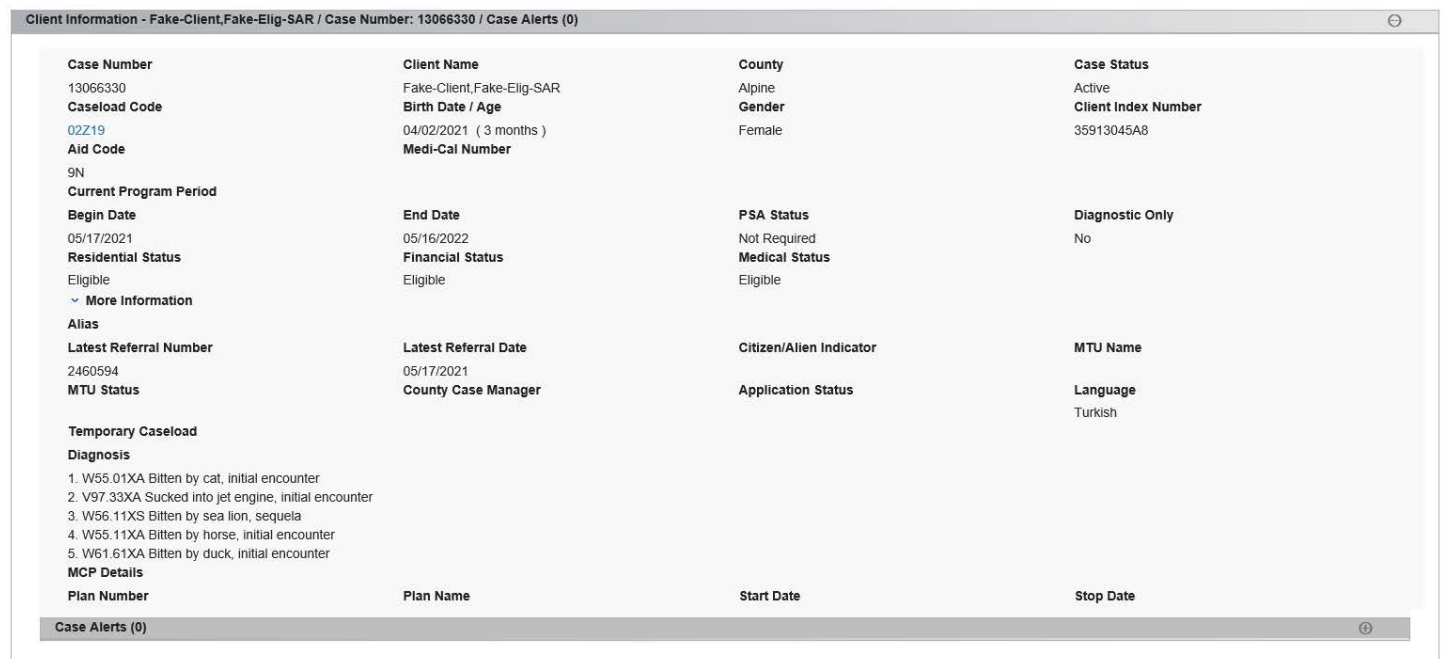 Client Information - Fake-Client,Fake-Elig-SAR / Case Number: 13066330 / Case Alerts (0)
Case Number Client Name County Case Status
13066330 Fake-Client,Fake-Elig-SAR Alpine Active
Caseload Code Birth Date / Age Gender Client Index Number
02Z19 04/02/2021 ( 3 months ) Female 35913045A8
Aid Code Medi-Cal Number
9N
Current Program Period
Begin Date End Date PSA Status Diagnostic Only
05/17/2021 05/16/2022 Not Required No
Residential Status Financial Status Medical Status
Eligible Eligible Eligible
More Information
Alias
Latest Referral Number Latest Referral Date Citizen/Alien Indicator MTU Name
2460594 05/17/2021
MTU Status County Case Manager Application Status Language
Turkish
Temporary Caseload
Diagnosis
1. W55.01XA Bitten by cat, initial encounter
2. V97.33XA Sucked into jet engine, initial encounter
3. W56.11XS Bitten by sea lion, sequela
4. W55.11XA Bitten by horse, initial encounter
5. W61.61XA Bitten by duck, initial encounter
MCP Details
Plan Number Plan Name Start Date Stop Date
Case Alerts (0)